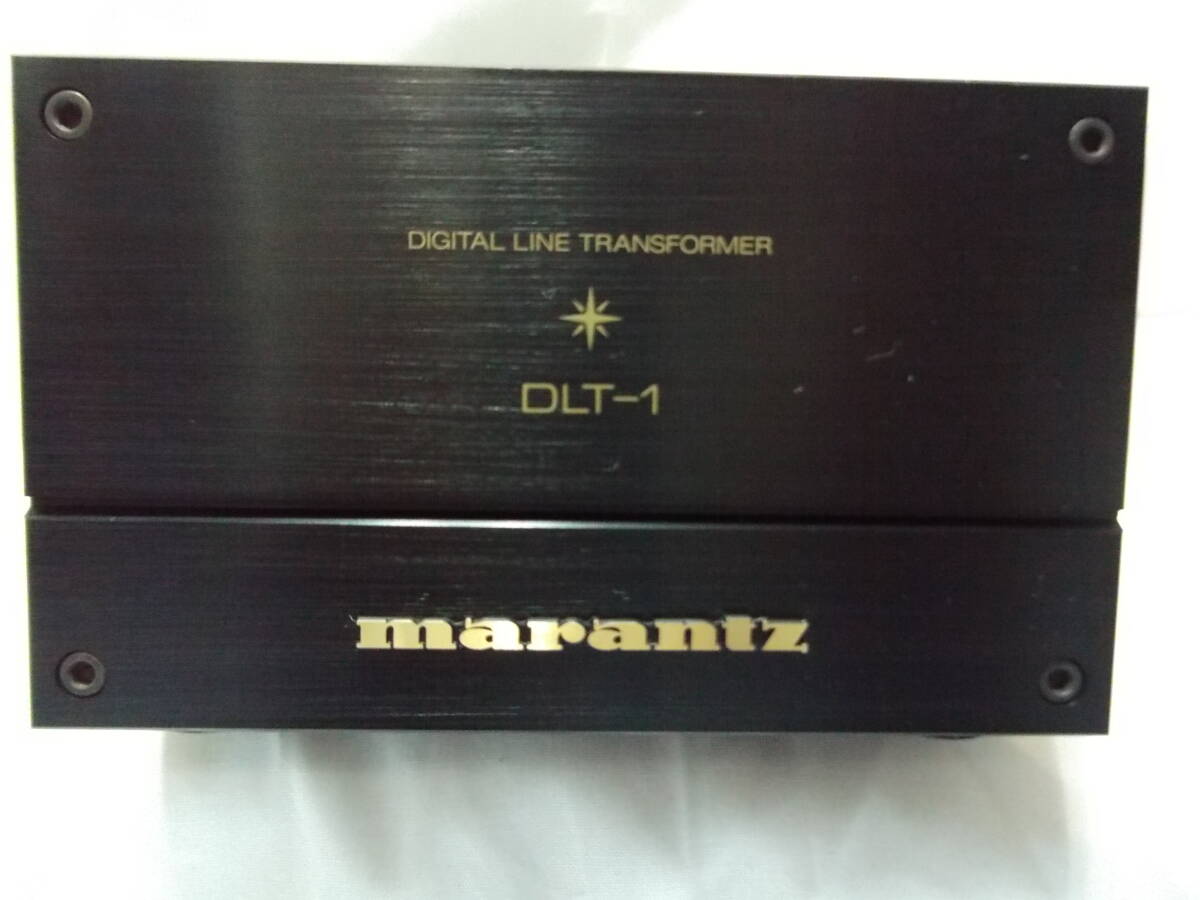 DIGITAL LINE TRANSFORMER
DLT-1
marantz